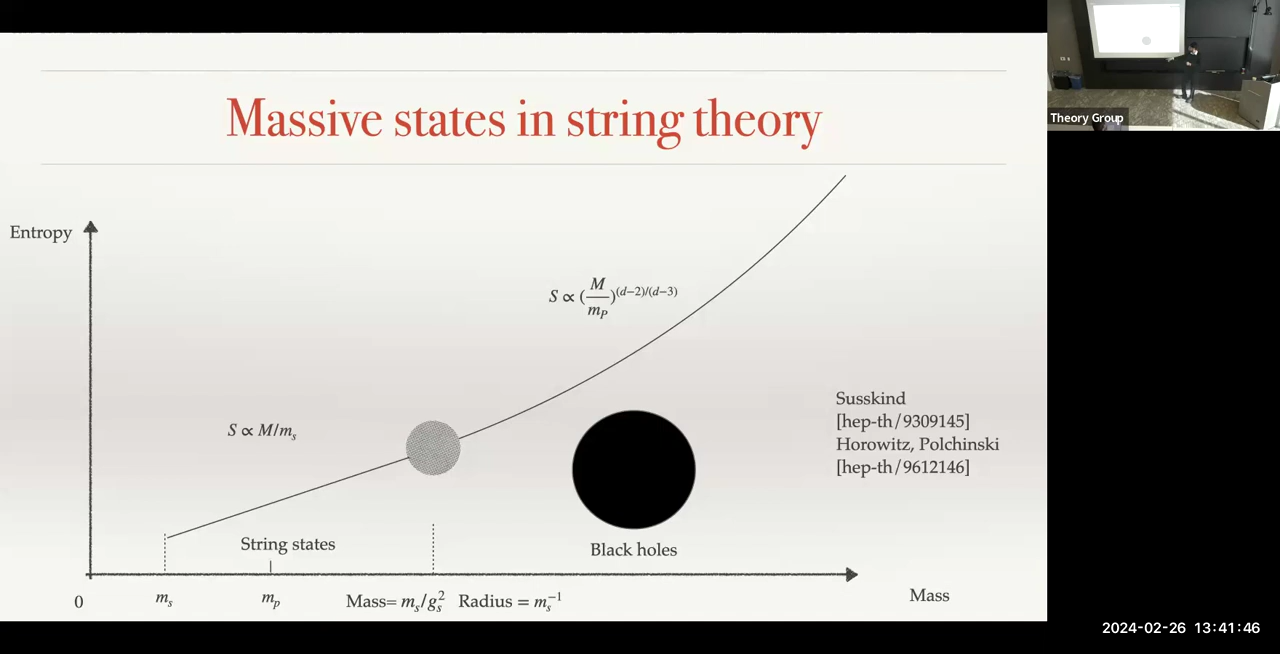 Massive states in string theory
Theory Group
Entropy
S ∝ (M/m_P)^{(d−2)/(d−3)}
Susskind
[hep-th/9309145]
Horowitz, Polchinski
[hep-th/9612146]
S ∝ M/m_s
String states
Black holes
0
m_s
m_p
Mass= m_s/g_s^2
Radius = m_s^{-1}
Mass
2024-02-26 13:41:46